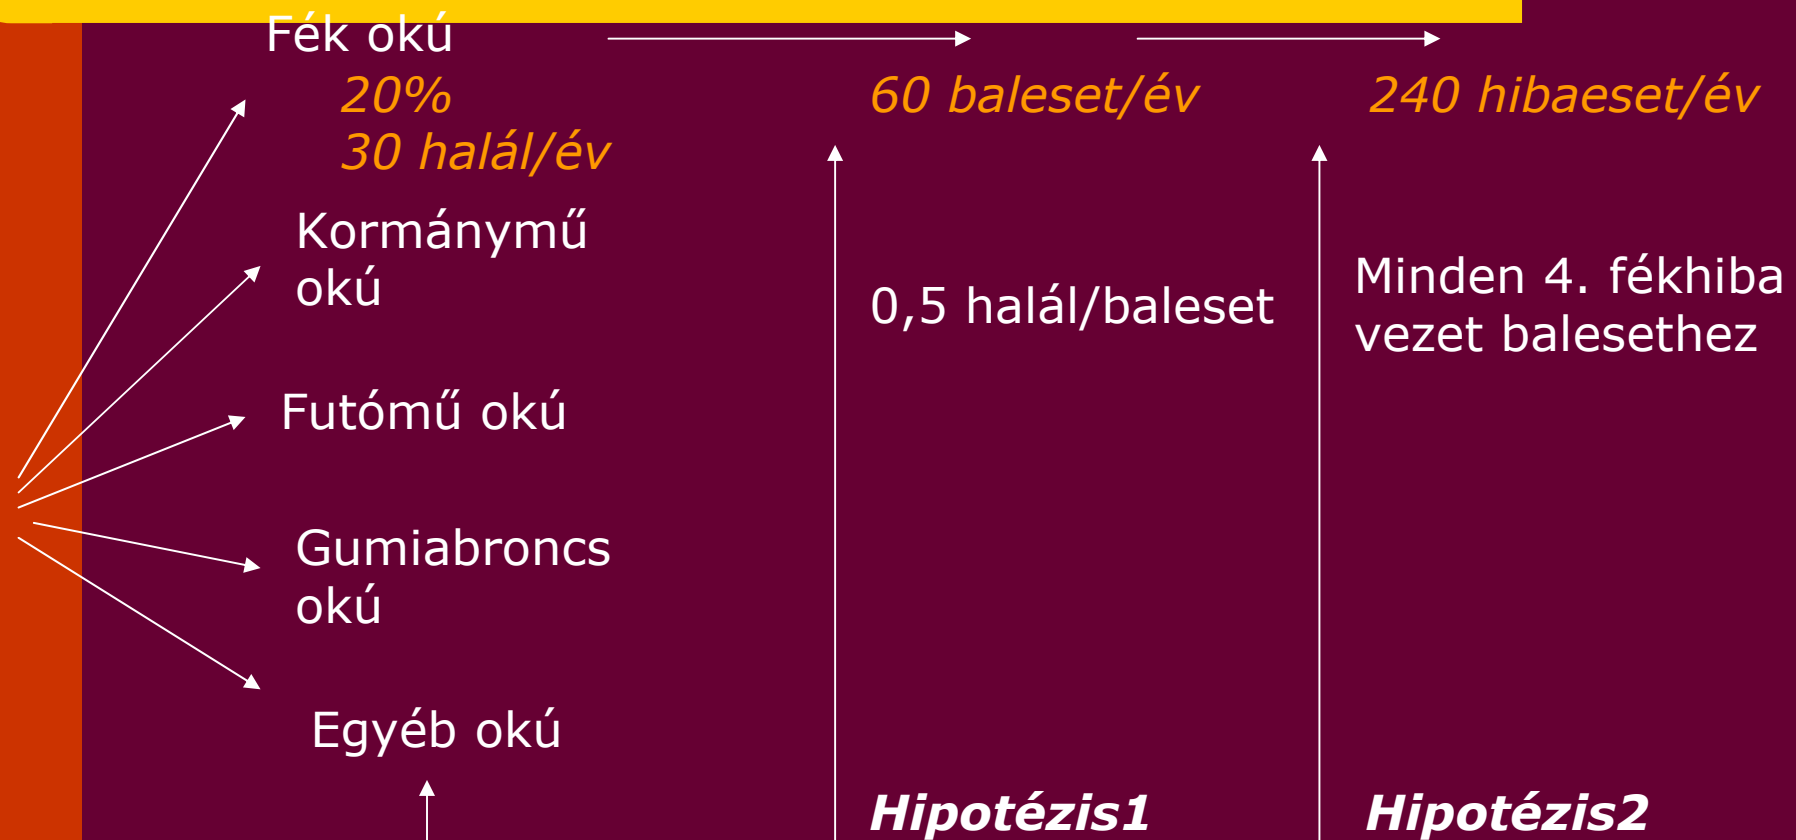 Fék okú
20%
30 halál/év
60 baleset/év
240 hibaeset/év
Kormánymű
okú
0,5 halál/baleset
Minden 4. fékhiba
vezet balesethez
Futómű okú
Gumiabroncs
okú
Egyéb okú
Hipotézis1
Hipotézis2